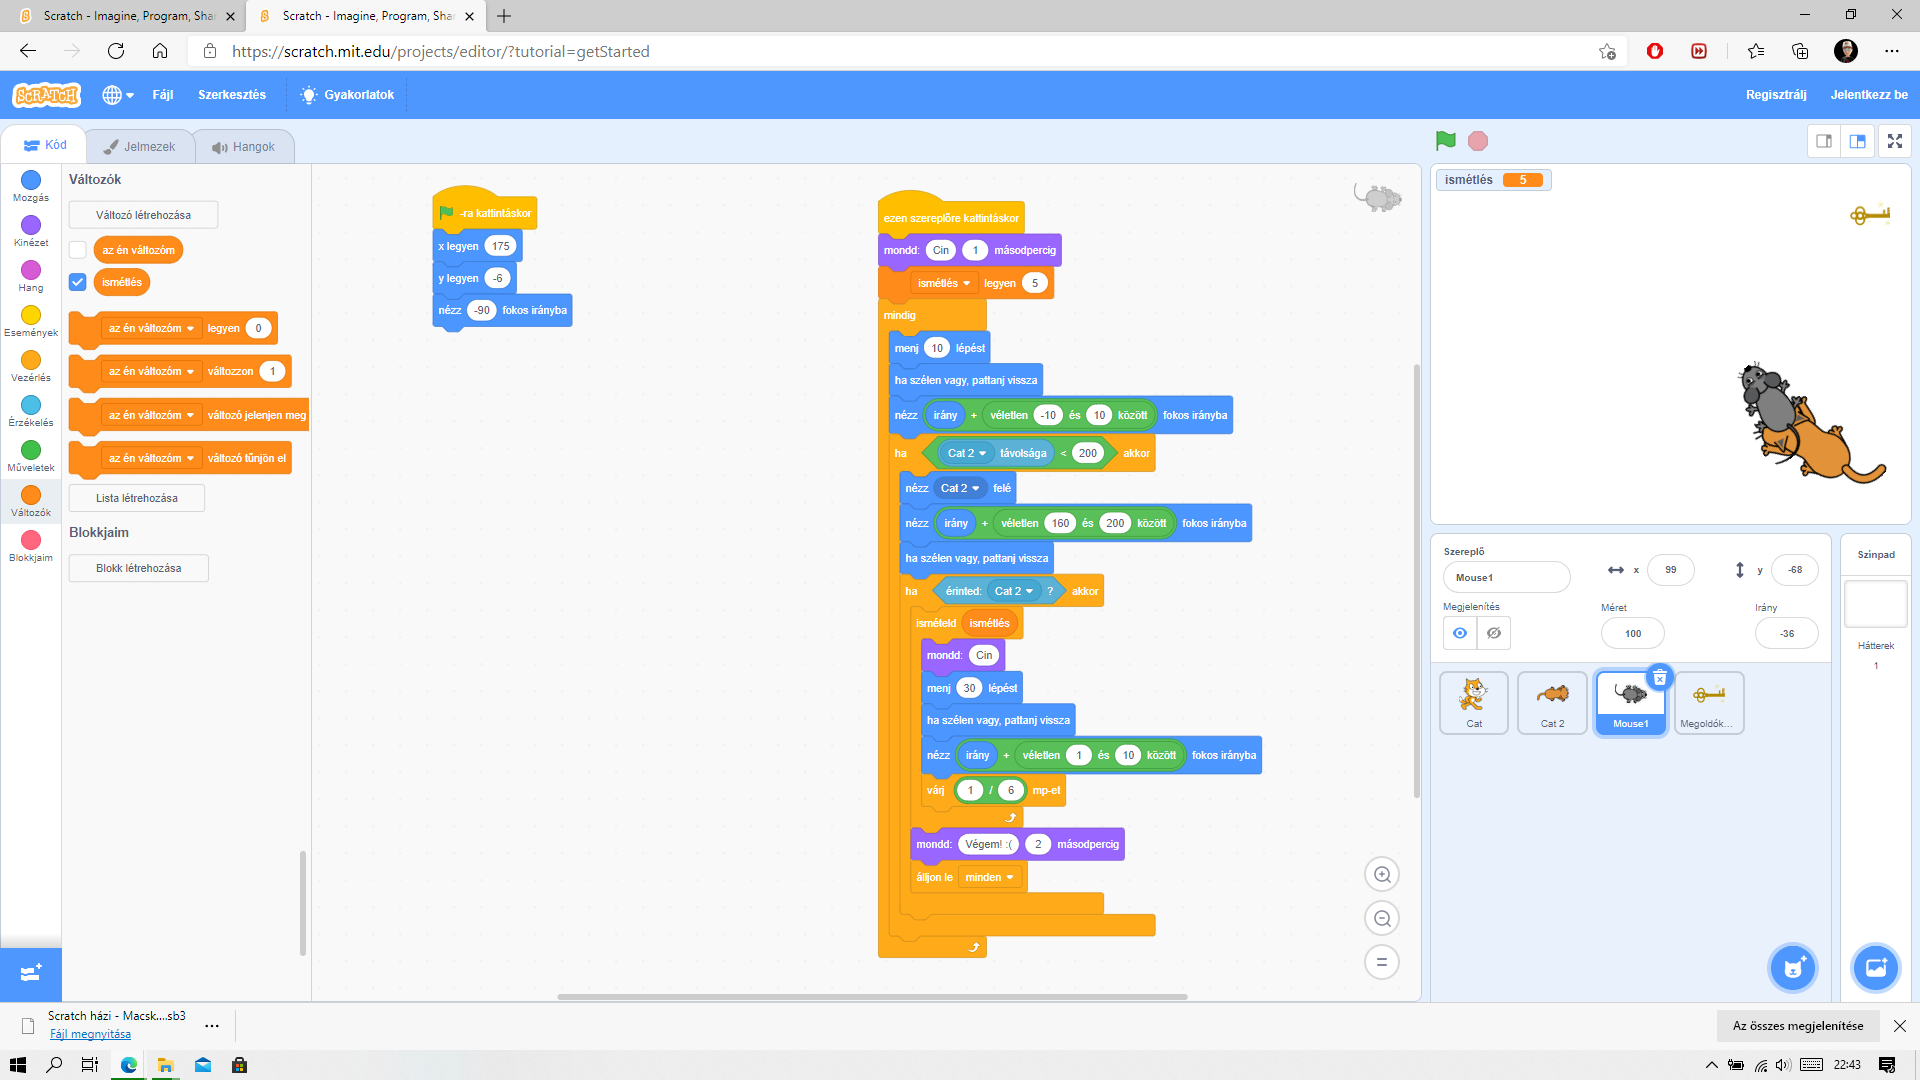 Scratch - Imagine, Program, Shar
Scratch - Imagine, Program, Shar
https://scratch.mit.edu/projects/editor/?tutorial=getStarted
SCRATCH
Fájl
Szerkesztés
Gyakorlatok
Regisztrálj
Jelentkezz be
Kód
Jelmezek
Hangok
Mozgás
Kinézet
Hang
Események
Vezérlés
Érzékelés
Műveletek
Változók
Blokkjaim
Változók
Változó létrehozása
az én változóm
ismétlés
az én változóm legyen 0
az én változóm változzon 1
az én változóm változó jelenjen meg
az én változóm változó tűnjön el
Lista létrehozása
Blokkjaim
Blokk létrehozása
-ra kattintáskor
x legyen 175
y legyen -6
nézz -90 fokos irányba
ezen szereplőre kattintáskor
mondd: Cin 1 másodpercig
ismétlés legyen 5
mindig
menj 10 lépést
ha szélen vagy, pattanj vissza
nézz irány + véletlen -10 és 10 között fokos irányba
ha Cat 2 távolsága < 200 akkor
nézz Cat 2 felé
nézz irány + véletlen 160 és 200 között fokos irányba
ha szélen vagy, pattanj vissza
ha érinted: Cat 2 ? akkor
ismételd ismétlés
mondd: Cin
menj 30 lépést
ha szélen vagy, pattanj vissza
nézz irány + véletlen 1 és 10 között fokos irányba
várj 1 / 6 mp-et
mondd: Végem! :( 2 másodpercig
álljon le minden
ismétlés 5
Szereplő
Mouse1
x 99
y -68
Megjelenítés
Méret
100
Irány
-36
Cat
Cat 2
Mouse1
Megoldók...
Színpad
Hátterek
1
Scratch házi - Macsk....sb3
Fájl megnyitása
Az összes megjelenítése
22:43